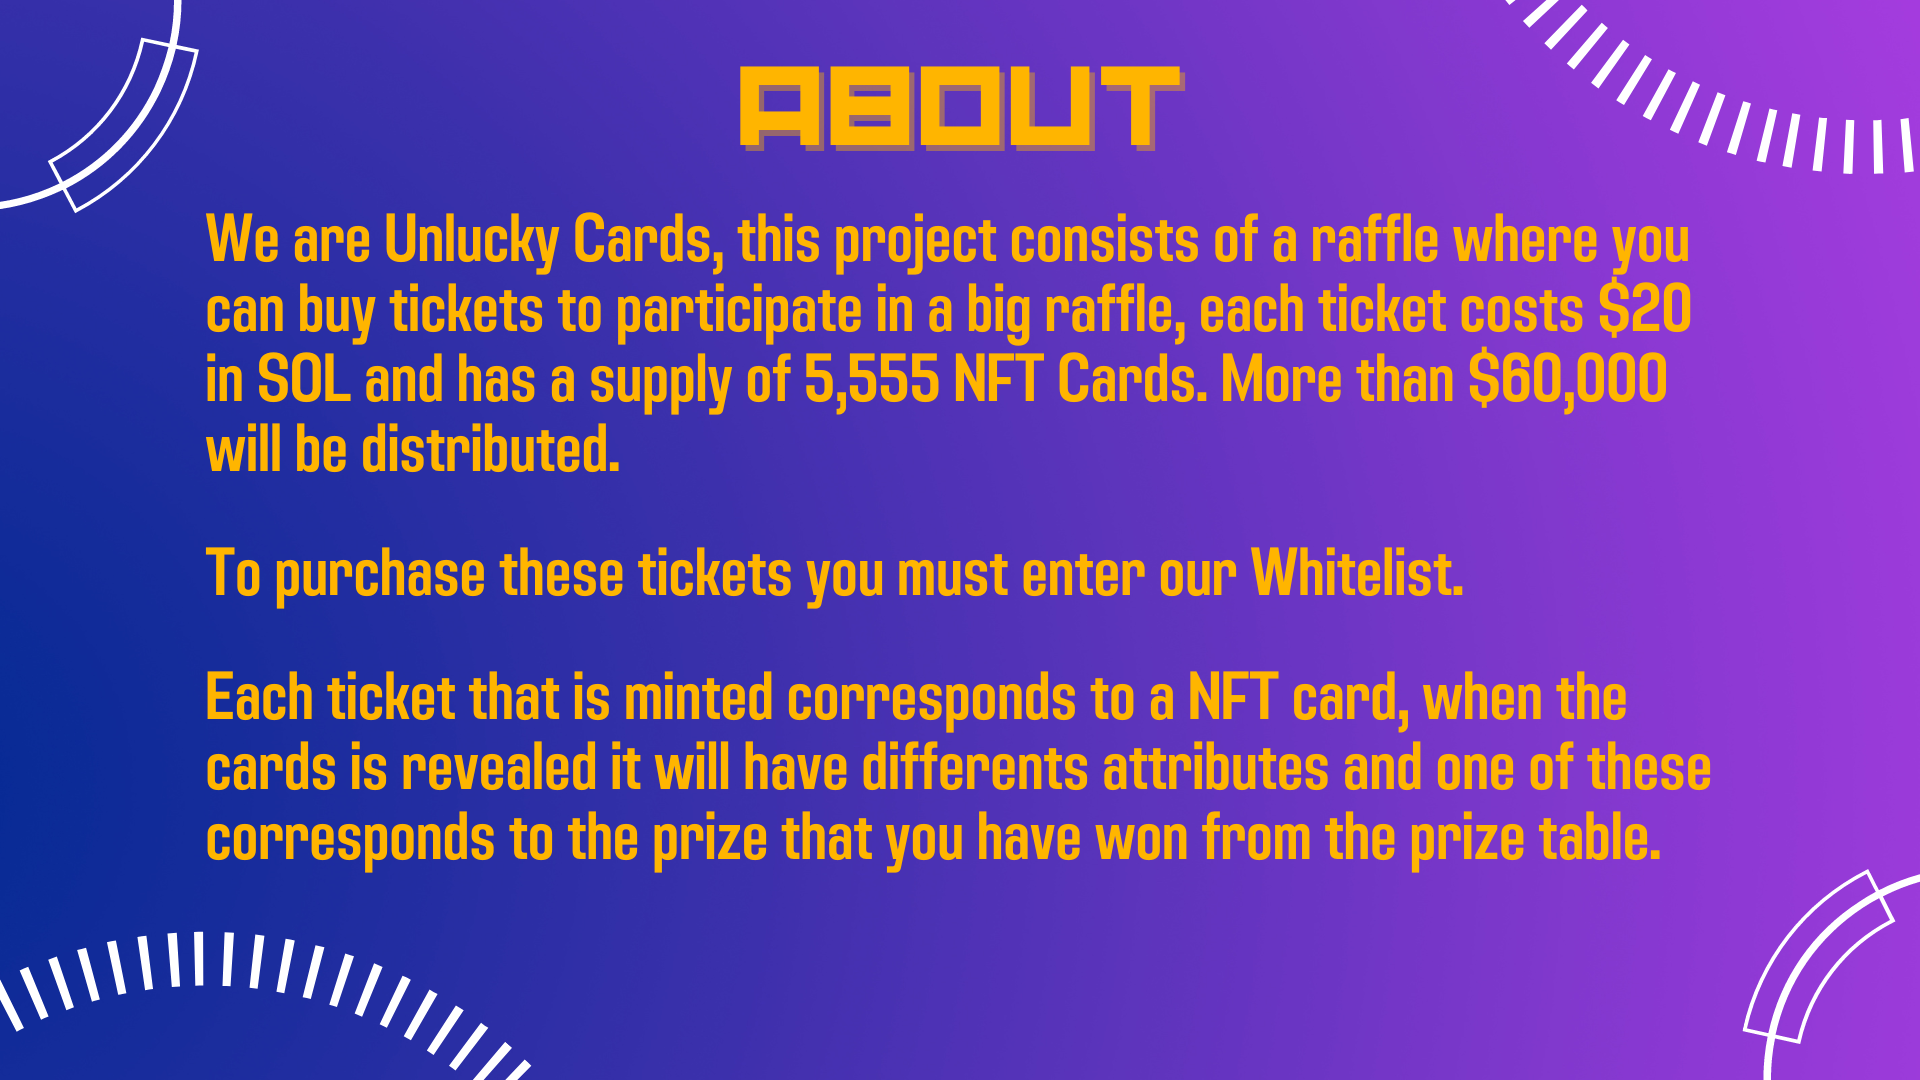 ABOUT
We are Unlucky Cards, this project consists of a raffle where you
can buy tickets to participate in a big raffle, each ticket costs $20
in SOL and has a supply of 5,555 NFT Cards. More than $60,000
will be distributed.
To purchase these tickets you must enter our Whitelist.
Each ticket that is minted corresponds to a NFT card, when the
cards is revealed it will have differents attributes and one of these
corresponds to the prize that you have won from the prize table.